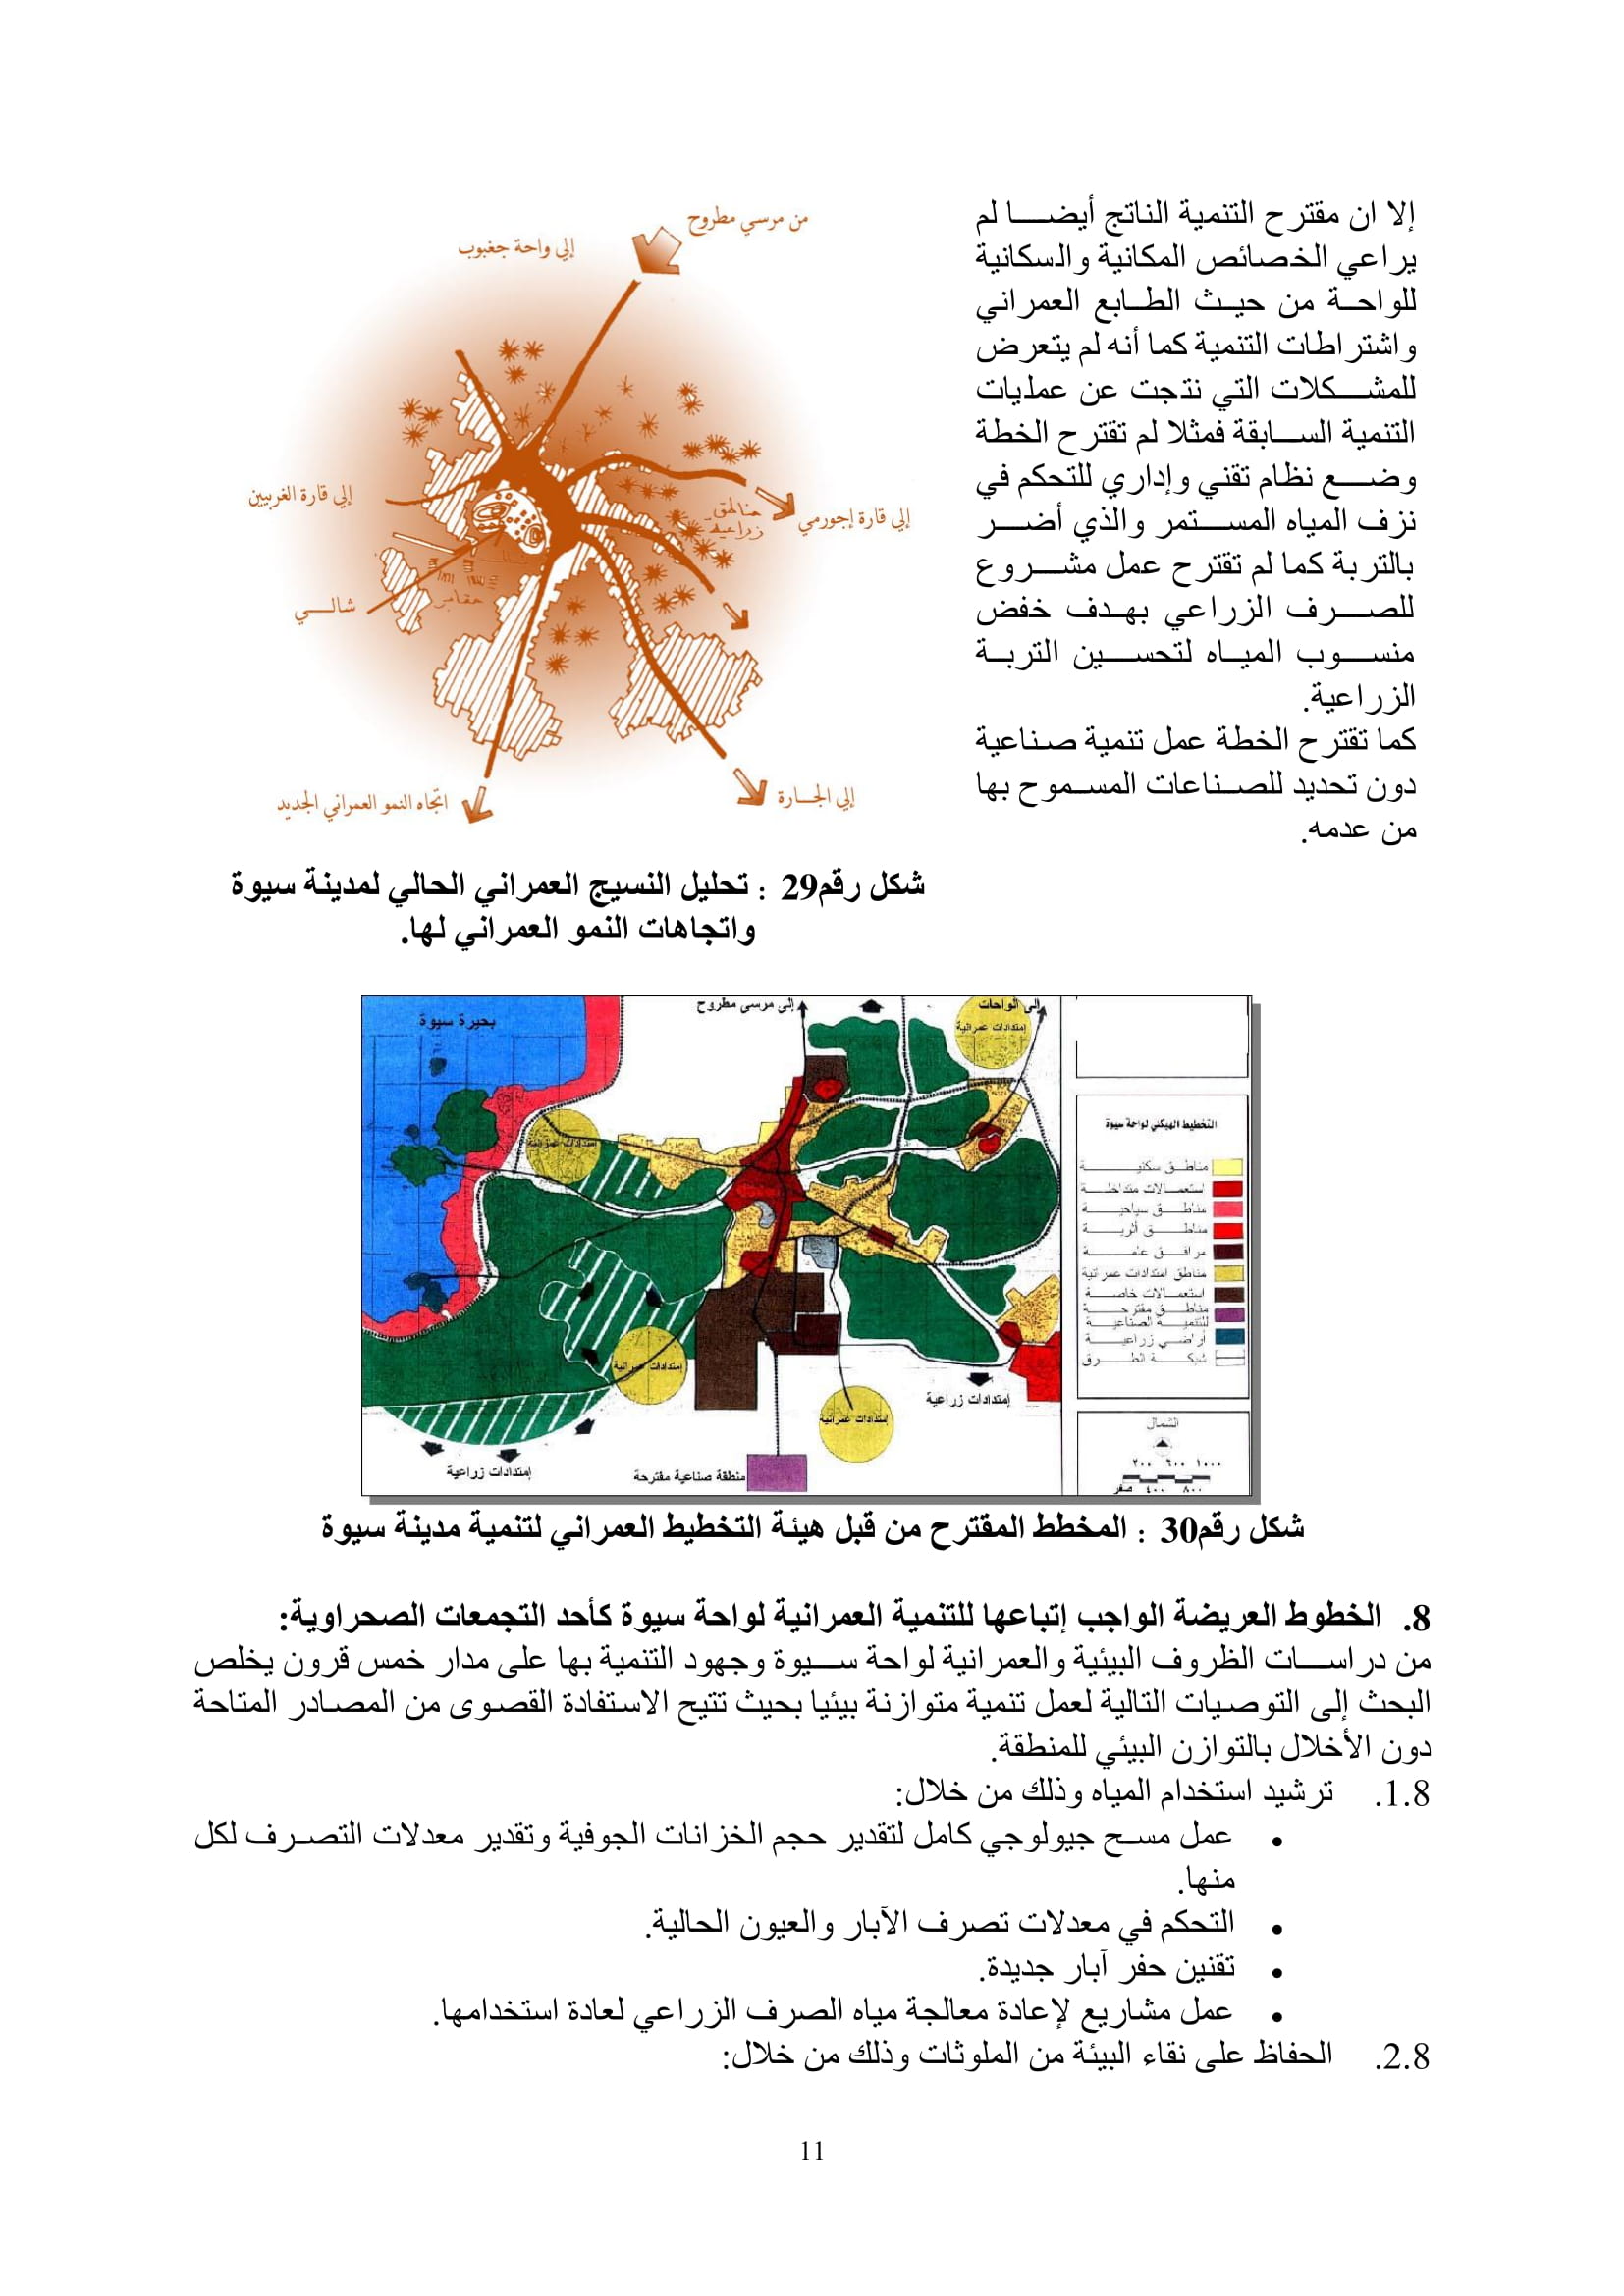 إلا ان مقترح التنمية الناتج أيضا لم
يراعي الخصائص المكانية والسكانية
للواحة من حيث الطابع العمراني
واشتراطات التنمية كما أنه لم يتعرض
للمشكلات التي نتجت عن عمليات
التنمية السابقة فمثلا لم تقترح الخطة
وضع نظام تقني وإداري للتحكم في
نزف المياه المستمر والذي أضر
بالتربة كما لم تقترح عمل مشروع
للصرف الزراعي بهدف خفض
منسوب المياه لتحسين التربة
الزراعية.
كما تقترح الخطة عمل تنمية صناعية
دون تحديد للصناعات المسموح بها
من عدمه.
من مرسي مطروح
إلي واحة جغبوب
إلي قارة الغربيين
مناطق
زراعية
إلي قارة إجورمي
مقابر
شالي
إلي الجارة
اتجاه النمو العمراني الجديد
شكل رقم29 : تحليل النسيج العمراني الحالي لمدينة سيوة
واتجاهات النمو العمراني لها.
إلى الواحات
إلى مرسى مطروح
بحيرة سيوة
إمتدادات عمرانية
إمتدادات عمرانية
إمتدادات عمرانية
إمتدادات عمرانية
إمتدادات زراعية
إمتدادات زراعية
منطقة صناعية مقترحة
التخطيط الهيكلي لواحة سيوة
مناطق سكنية
استعمالات متداخلة
مناطق سياحية
مناطق أثرية
مرافق عامة
مناطق امتدادات عمرانية
استعمالات خاصة
مناطق مقترحة
للتنمية الصناعية
أراضي زراعية
شبكة الطرق
الشمال
٢٠٠ ٦٠٠ ١٠٠٠
صفر ٤٠٠ ٨٠٠
شكل رقم30 : المخطط المقترح من قبل هيئة التخطيط العمراني لتنمية مدينة سيوة
8. الخطوط العريضة الواجب إتباعها للتنمية العمرانية لواحة سيوة كأحد التجمعات الصحراوية:
من دراسات الظروف البيئية والعمرانية لواحة سيوة وجهود التنمية بها على مدار خمس قرون يخلص
البحث إلى التوصيات التالية لعمل تنمية متوازنة بيئيا بحيث تتيح الاستفادة القصوى من المصادر المتاحة
دون الأخلال بالتوازن البيئي للمنطقة.
1.8. ترشيد استخدام المياه وذلك من خلال:
• عمل مسح جيولوجي كامل لتقدير حجم الخزانات الجوفية وتقدير معدلات التصرف لكل
منها.
• التحكم في معدلات تصرف الآبار والعيون الحالية.
• تقنين حفر آبار جديدة.
• عمل مشاريع لإعادة معالجة مياه الصرف الزراعي لعادة استخدامها.
2.8. الحفاظ على نقاء البيئة من الملوثات وذلك من خلال:
11